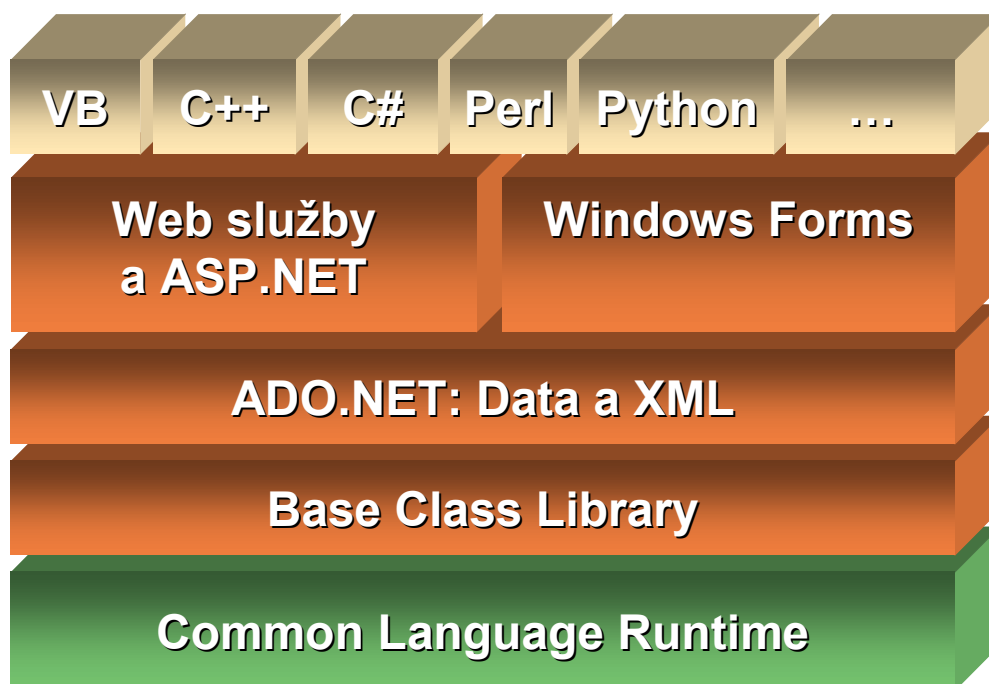 VB C++ C# Perl Python ...
Web služby
a ASP.NET
Windows Forms
ADO.NET: Data a XML
Base Class Library
Common Language Runtime